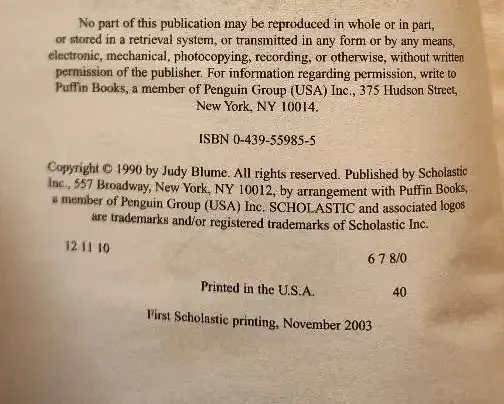 No part of this publication may be reproduced in whole or in part,
or stored in a retrieval system, or transmitted in any form or by any means,
electronic, mechanical, photocopying, recording, or otherwise, without written
permission of the publisher. For information regarding permission, write to
Puffin Books, a member of Penguin Group (USA) Inc., 375 Hudson Street,
New York, NY 10014.
ISBN 0-439-55985-5
Copyright © 1990 by Judy Blume. All rights reserved. Published by Scholastic
Inc., 557 Broadway, New York, NY 10012, by arrangement with Puffin Books,
a member of Penguin Group (USA) Inc. SCHOLASTIC and associated logos
are trademarks and/or registered trademarks of Scholastic Inc.
12 11 10 6 7 8/0
Printed in the U.S.A. 40
First Scholastic printing, November 2003